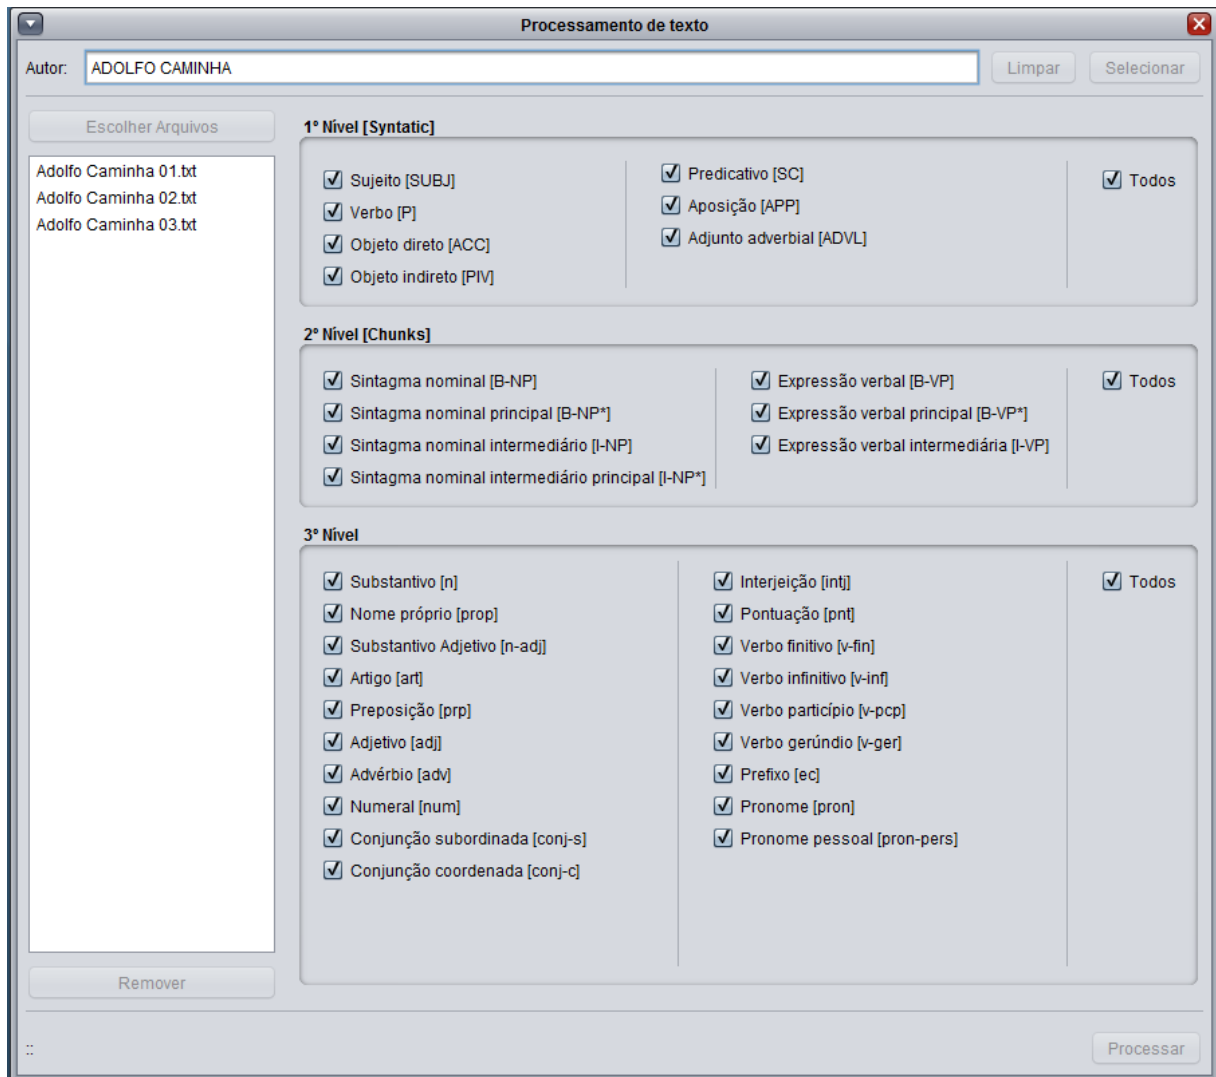 Processamento de texto
Autor: ADOLFO CAMINHA Limpar Selecionar
Escolher Arquivos
Adolfo Caminha 01.txt
Adolfo Caminha 02.txt
Adolfo Caminha 03.txt
Remover
1º Nível [Syntatic]
Sujeito [SUBJ]
Verbo [P]
Objeto direto [ACC]
Objeto indireto [PIV]
Predicativo [SC]
Aposição [APP]
Adjunto adverbial [ADVL]
Todos
2º Nível [Chunks]
Sintagma nominal [B-NP]
Sintagma nominal principal [B-NP*]
Sintagma nominal intermediário [I-NP]
Sintagma nominal intermediário principal [I-NP*]
Expressão verbal [B-VP]
Expressão verbal principal [B-VP*]
Expressão verbal intermediária [I-VP]
Todos
3º Nível
Substantivo [n]
Nome próprio [prop]
Substantivo Adjetivo [n-adj]
Artigo [art]
Preposição [prp]
Adjetivo [adj]
Advérbio [adv]
Numeral [num]
Conjunção subordinada [conj-s]
Conjunção coordenada [conj-c]
Interjeição [intj]
Pontuação [pnt]
Verbo finitivo [v-fin]
Verbo infinitivo [v-inf]
Verbo particípio [v-pcp]
Verbo gerúndio [v-ger]
Prefixo [ec]
Pronome [pron]
Pronome pessoal [pron-pers]
Todos
::
Processar